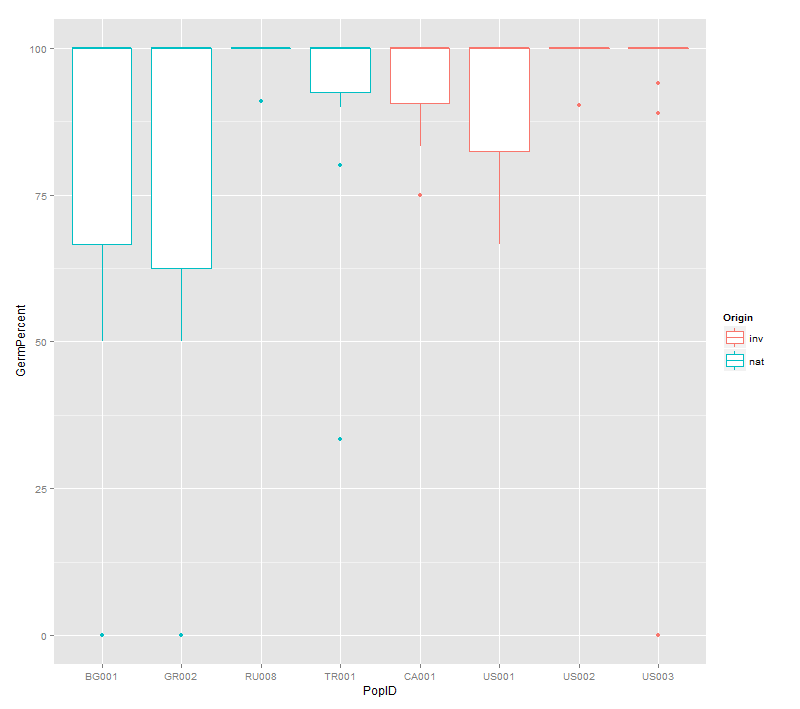 GermPercent
100
75
50
25
0
BG001 GR002 RU008 TR001 CA001 US001 US002 US003
PopID
Origin
inv
nat